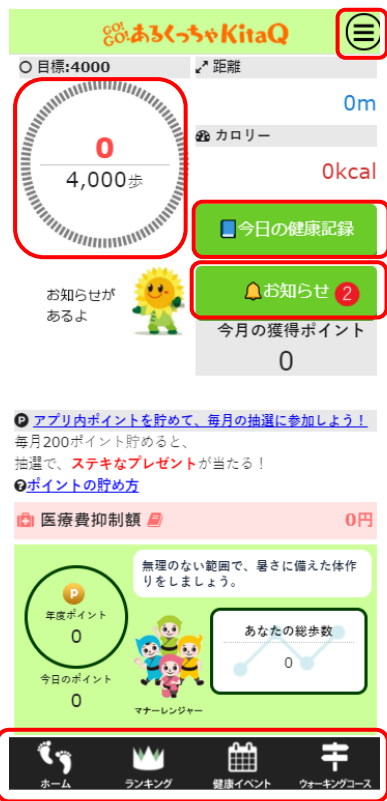 GO! GO!あるくっちゃKitaQ
目標:4000
距離
0m
0
4,000歩
カロリー
0kcal
今日の健康記録
お知らせが
あるよ
お知らせ 2
今月の獲得ポイント
0
P アプリ内ポイントを貯めて、毎月の抽選に参加しよう！
毎月200ポイント貯めると、
抽選で、ステキなプレゼントが当たる！
?ポイントの貯め方
医療費抑制額
0円
無理のない範囲で、暑さに備えた体作
りをしましょう。
P
年度ポイント
0
今日のポイント
0
マナーレンジャー
あなたの総歩数
0
ホーム
ランキング
健康イベント
ウォーキングコース